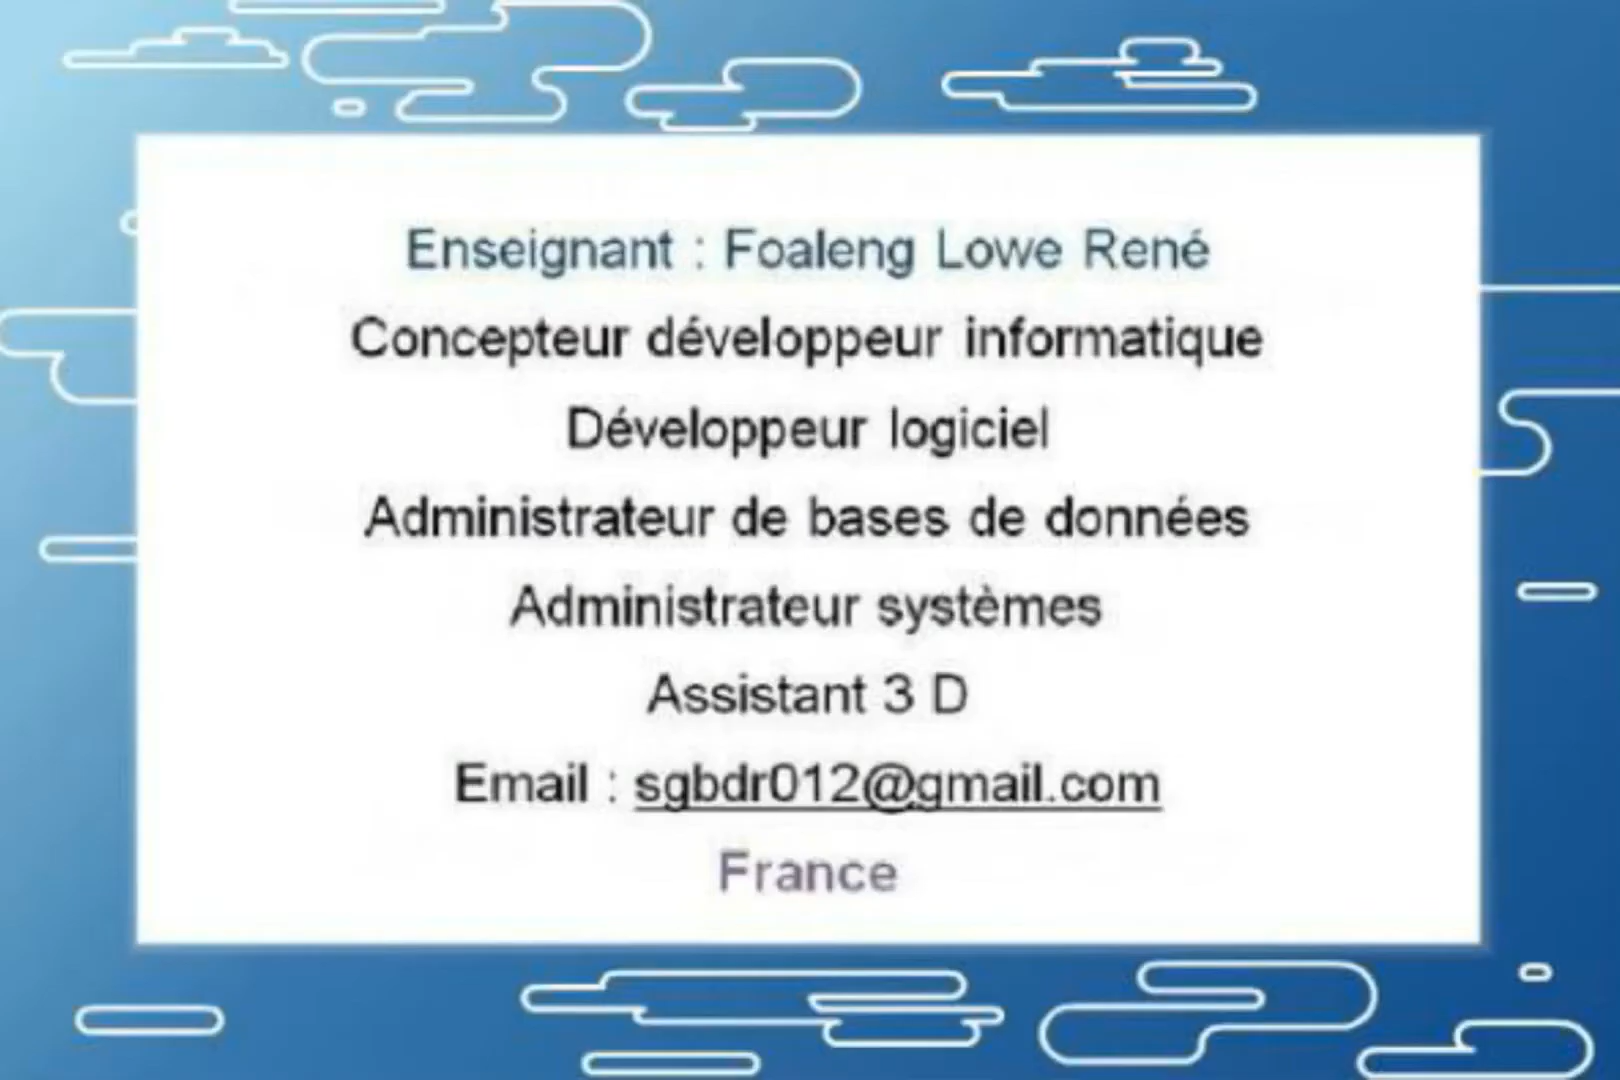 Enseignant : Foaleng Lowe René
Concepteur développeur informatique
Développeur logiciel
Administrateur de bases de données
Administrateur systèmes
Assistant 3 D
Email : sgbdr012@gmail.com
France